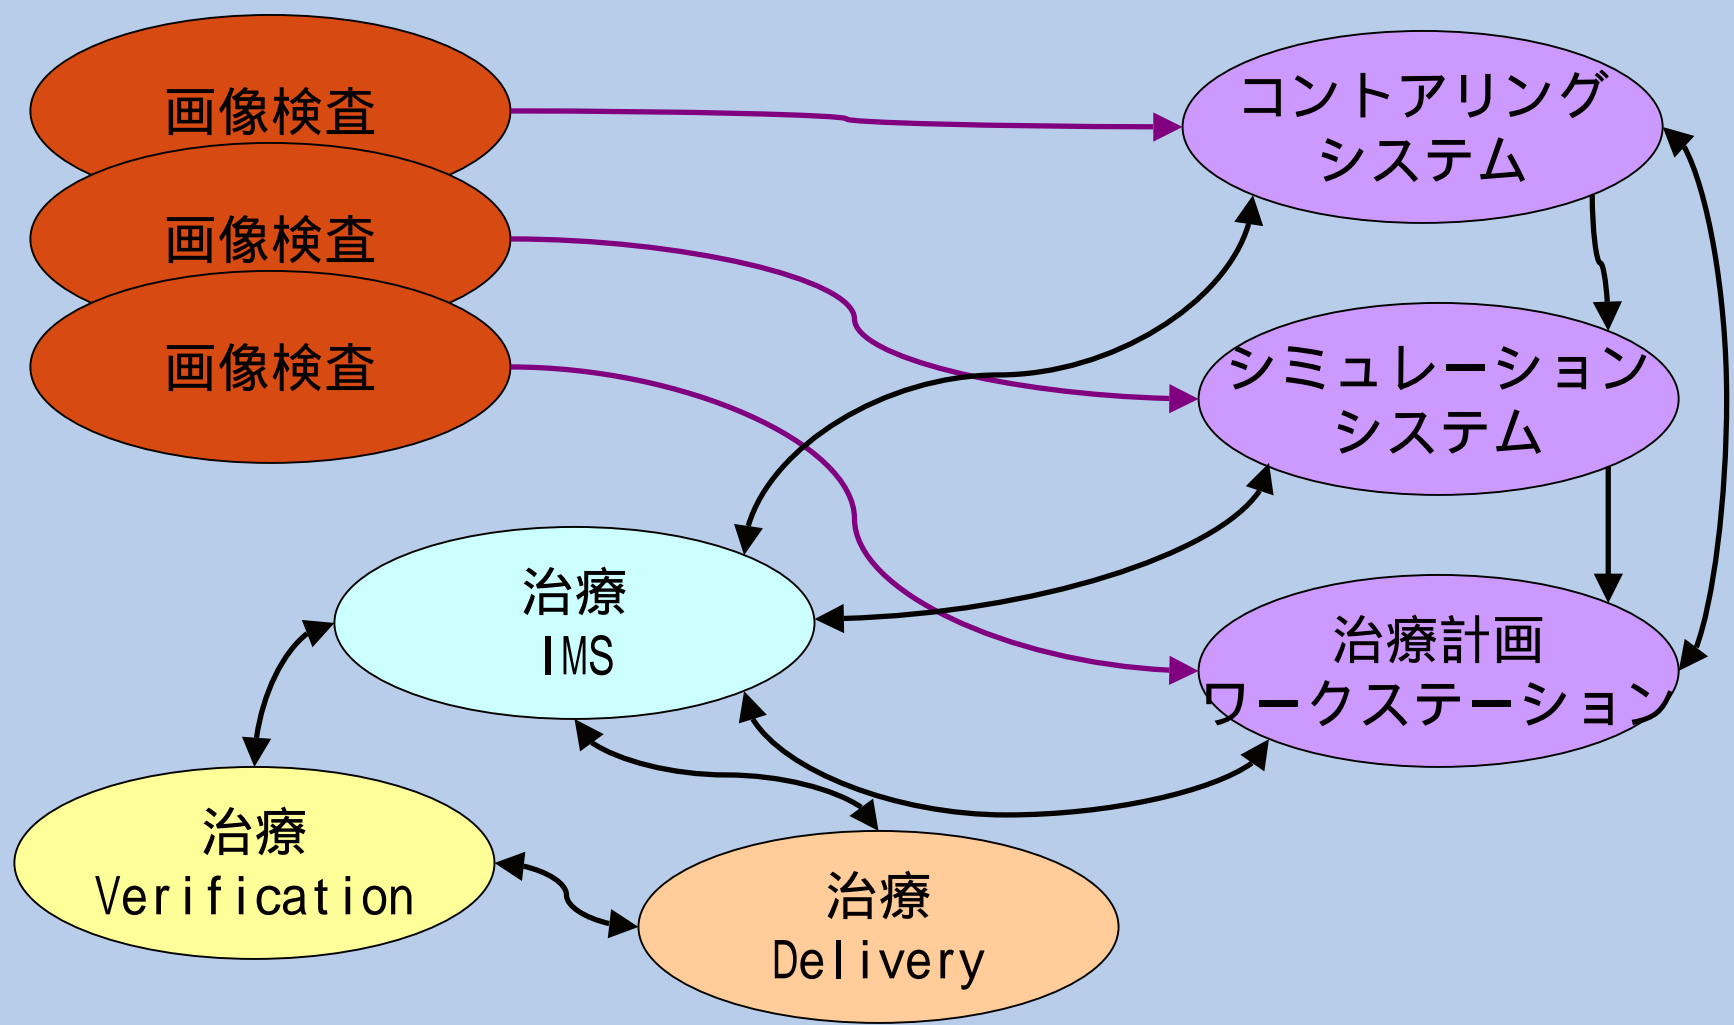 画像検査
画像検査
画像検査
コントアリング
システム
シミュレーション
システム
治療計画
ワークステーション
治療
IMS
治療
Verification
治療
Delivery